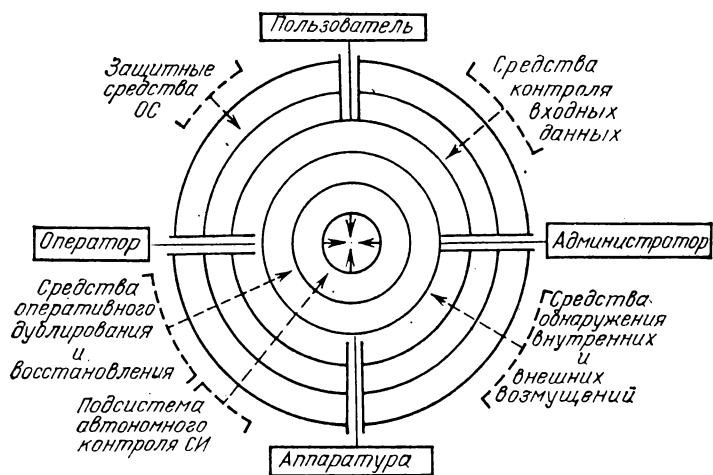 Пользователь
Защитные
средства
ОС
Средства
контроля
входных
данных
Оператор
Администратор
Средства
оперативного
дублирования
и
восстановления
Средства
обнаружения
внутренних
и
внешних
возмущений
Подсистема
автономного
контроля СИ
Аппаратура